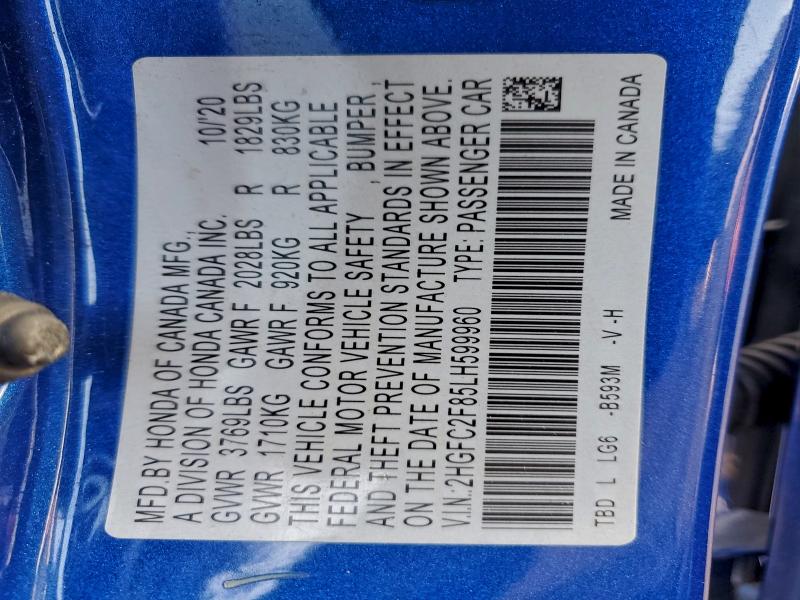 MFD.BY HONDA OF CANADA MFG.,
A DIVISION OF HONDA CANADA INC. 10/'20
GVWR 3769LBS GAWR F 2028LBS R 1829LBS
GVWR 1710KG GAWR F 920KG R 830KG
THIS VEHICLE CONFORMS TO ALL APPLICABLE
FEDERAL MOTOR VEHICLE SAFETY , BUMPER ,
AND THEFT PREVENTION STANDARDS IN EFFECT
ON THE DATE OF MANUFACTURE SHOWN ABOVE.
V.I.N.:2HGFC2F85LH599960 TYPE: PASSENGER CAR
TBD L LG6 -B593M -V-H MADE IN CANADA